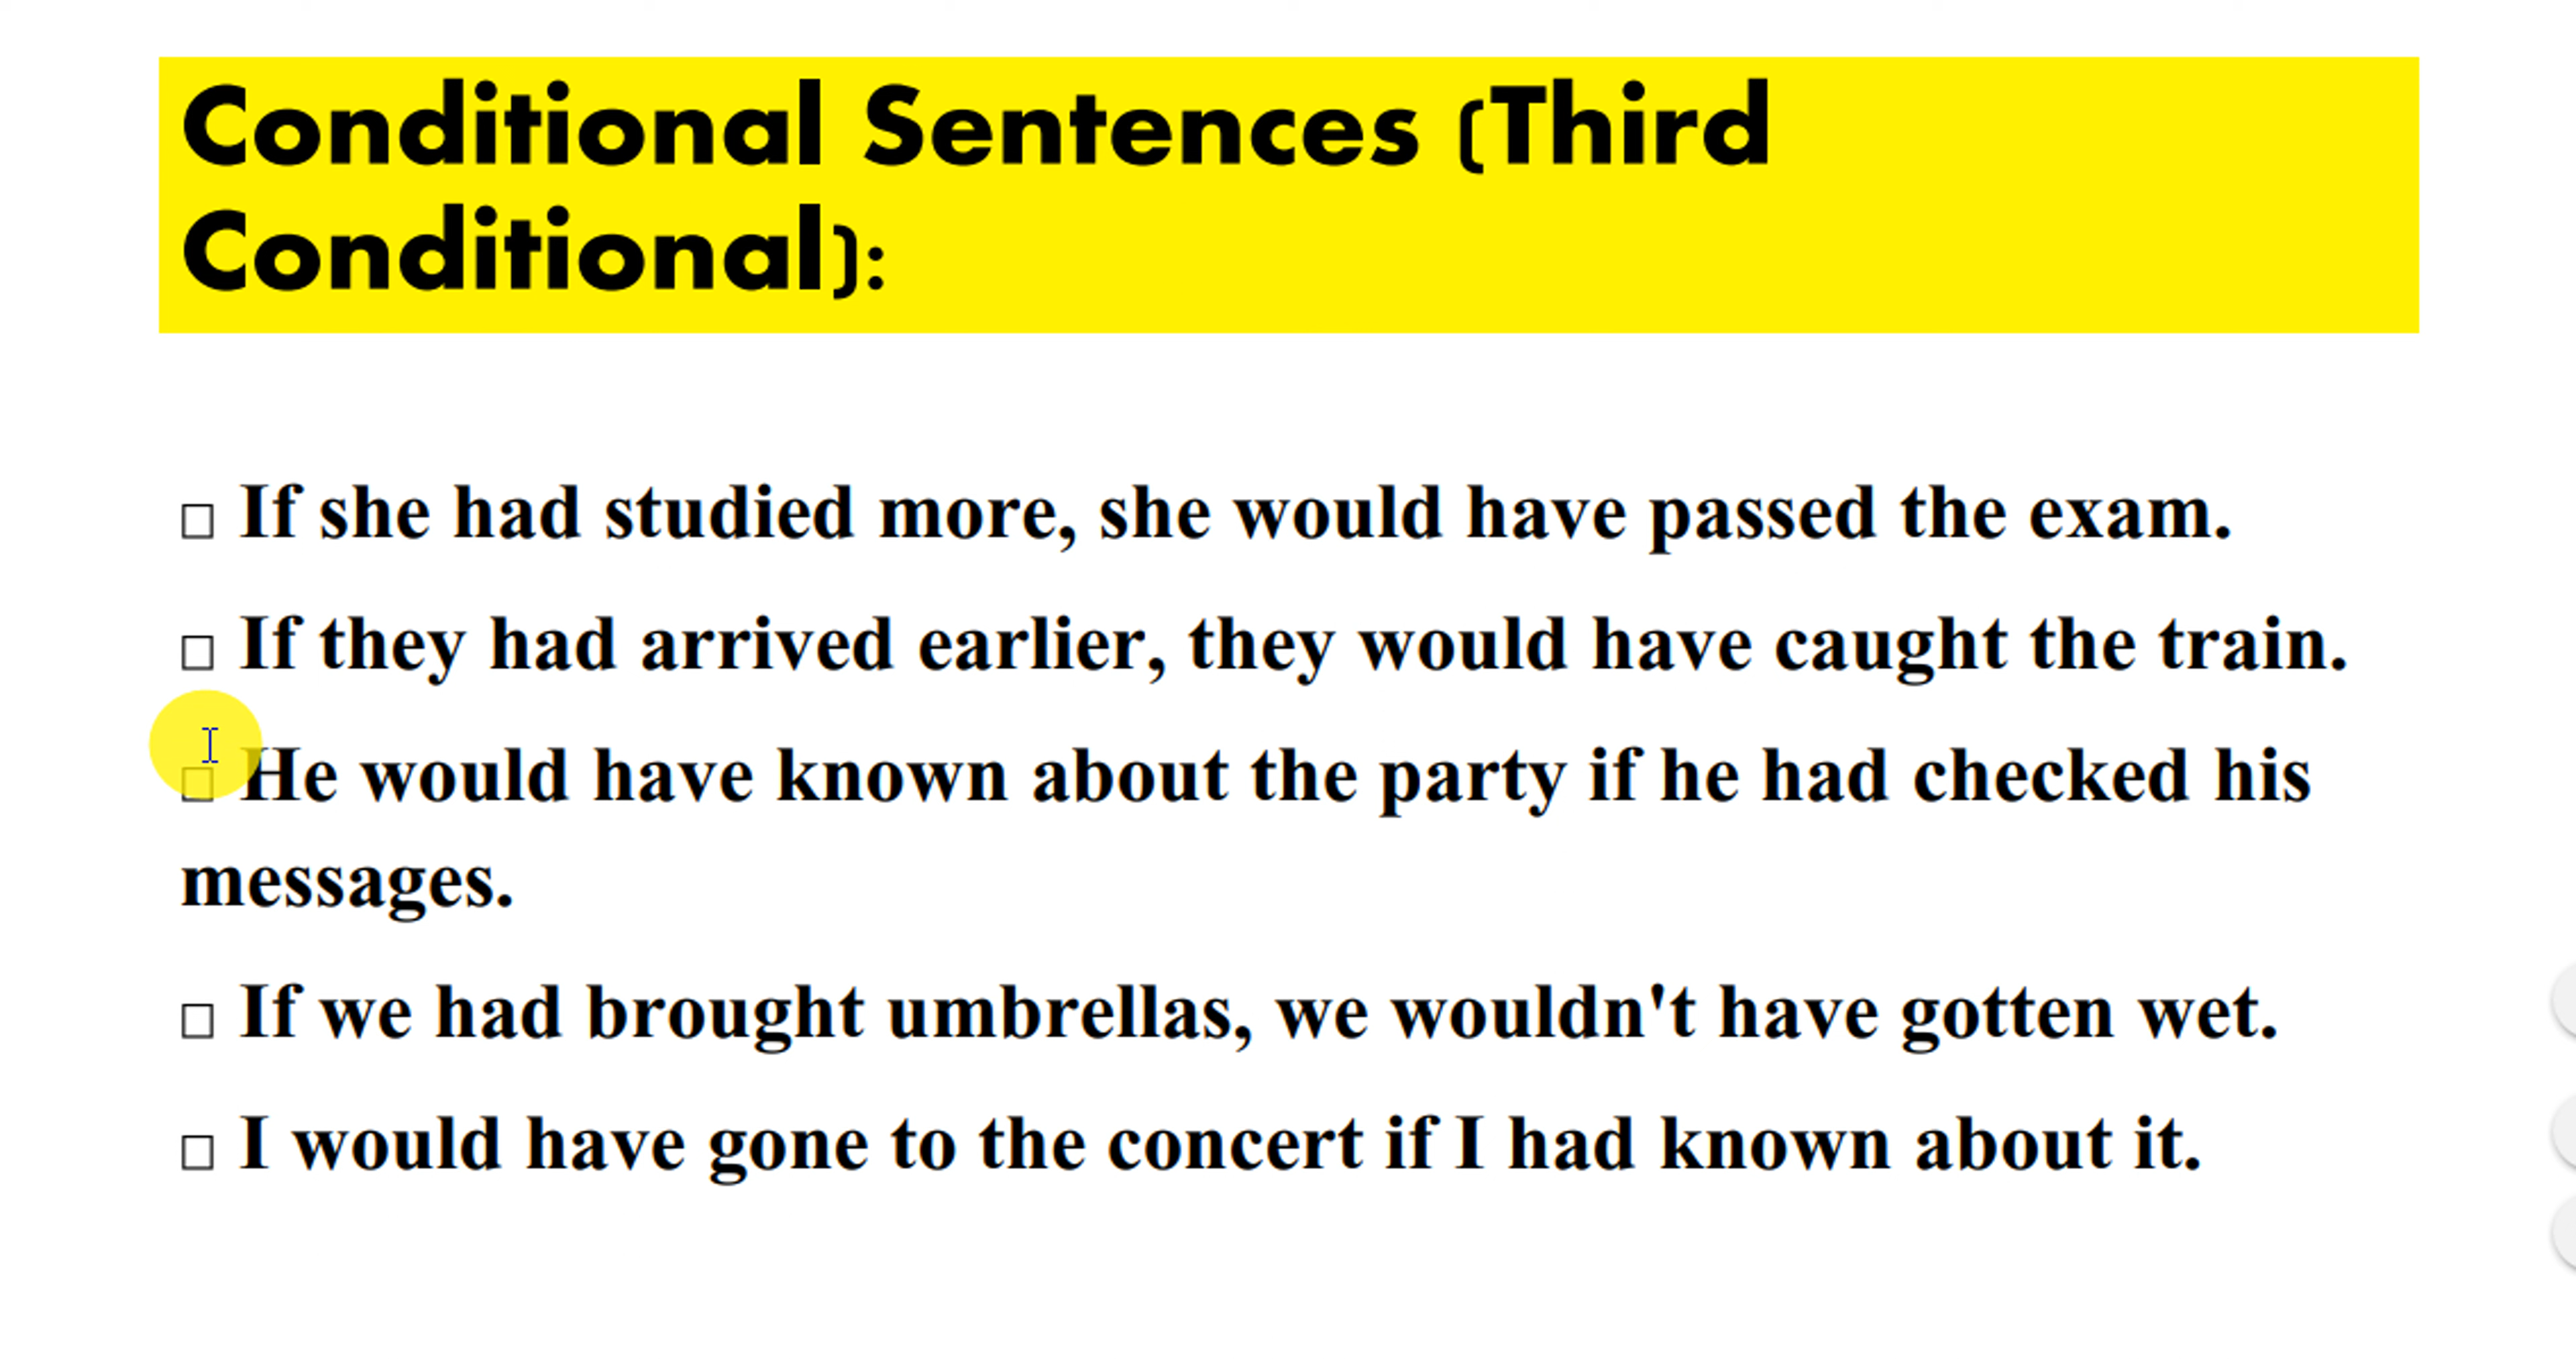 Conditional Sentences (Third
Conditional):
□ If she had studied more, she would have passed the exam.
□ If they had arrived earlier, they would have caught the train.
□ He would have known about the party if he had checked his
messages.
□ If we had brought umbrellas, we wouldn't have gotten wet.
□ I would have gone to the concert if I had known about it.